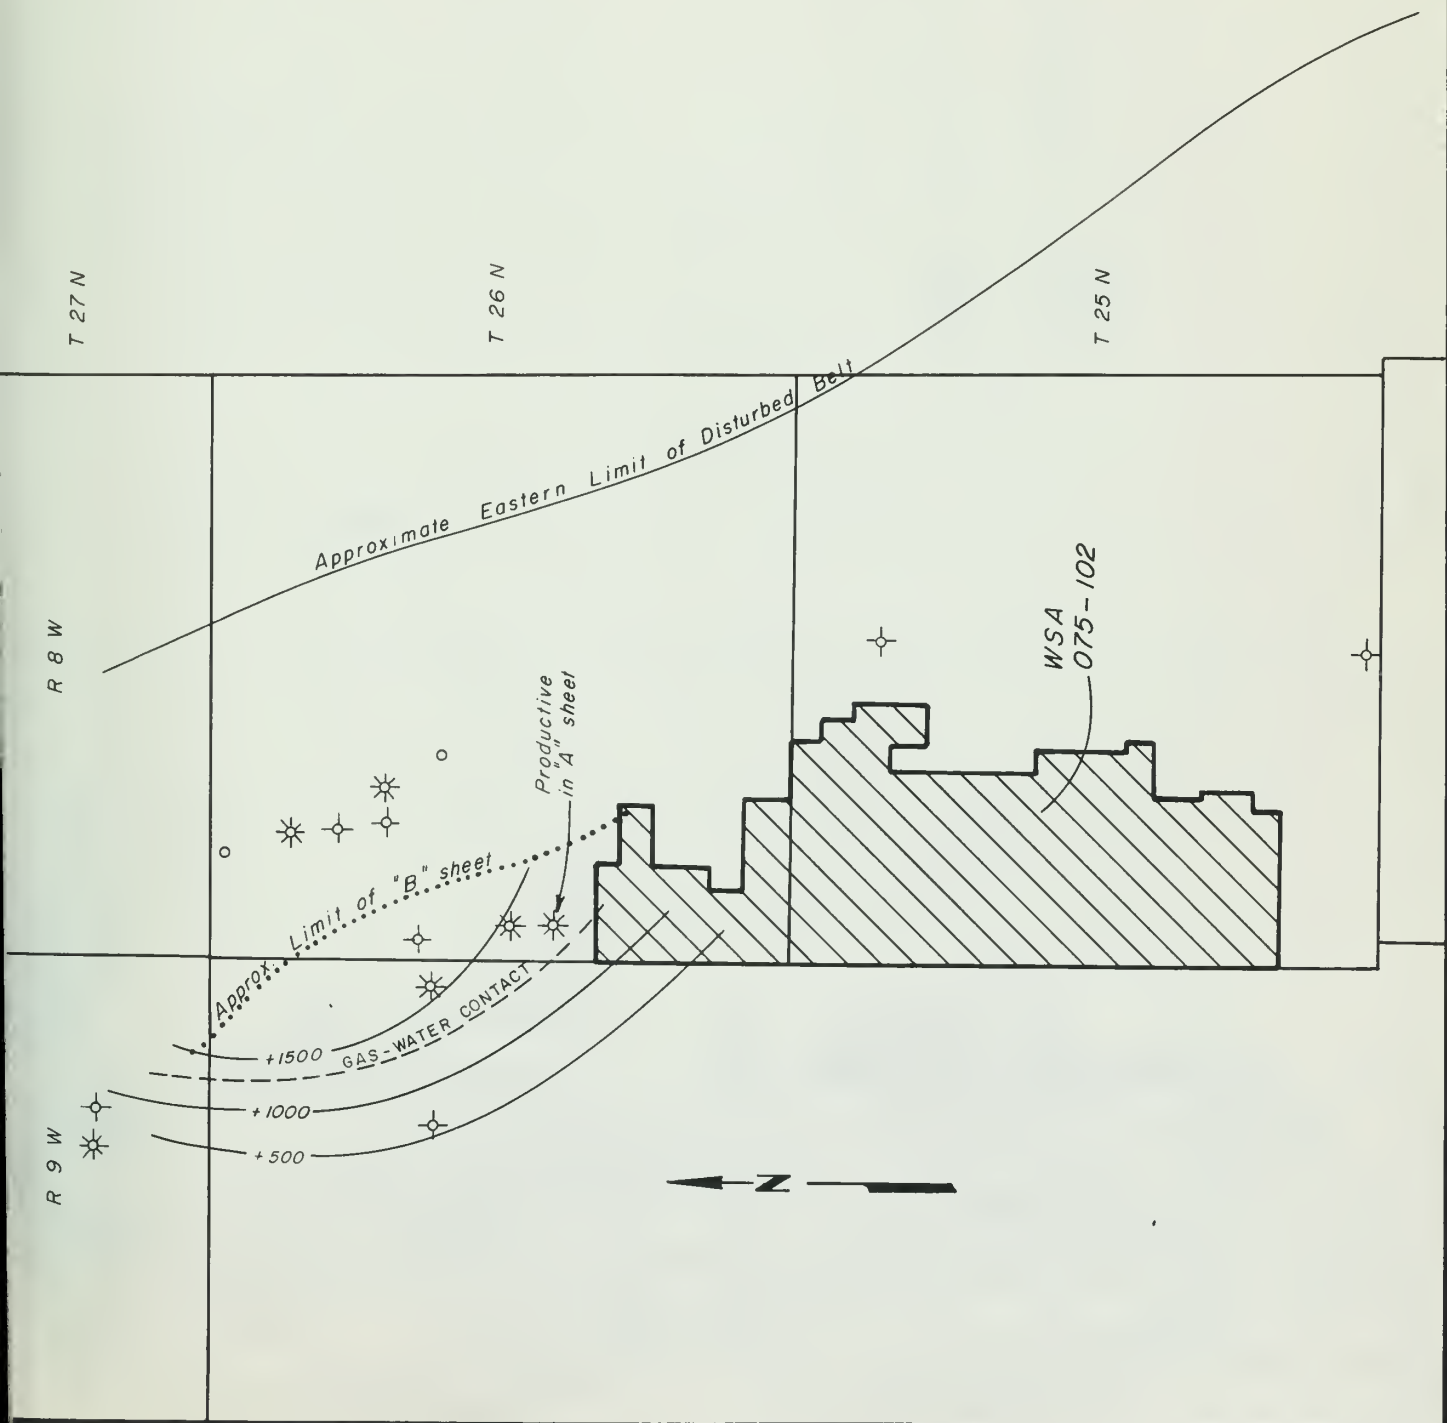 T 27 N
T 26 N
T 25 N
Approximate Eastern Limit of Disturbed Belt
R 8 W
WSA
075-102
Productive
in "A" sheet
Approx. Limit of "B" sheet
+1500
GAS-WATER CONTACT
+1000
+500
R 9 W
N